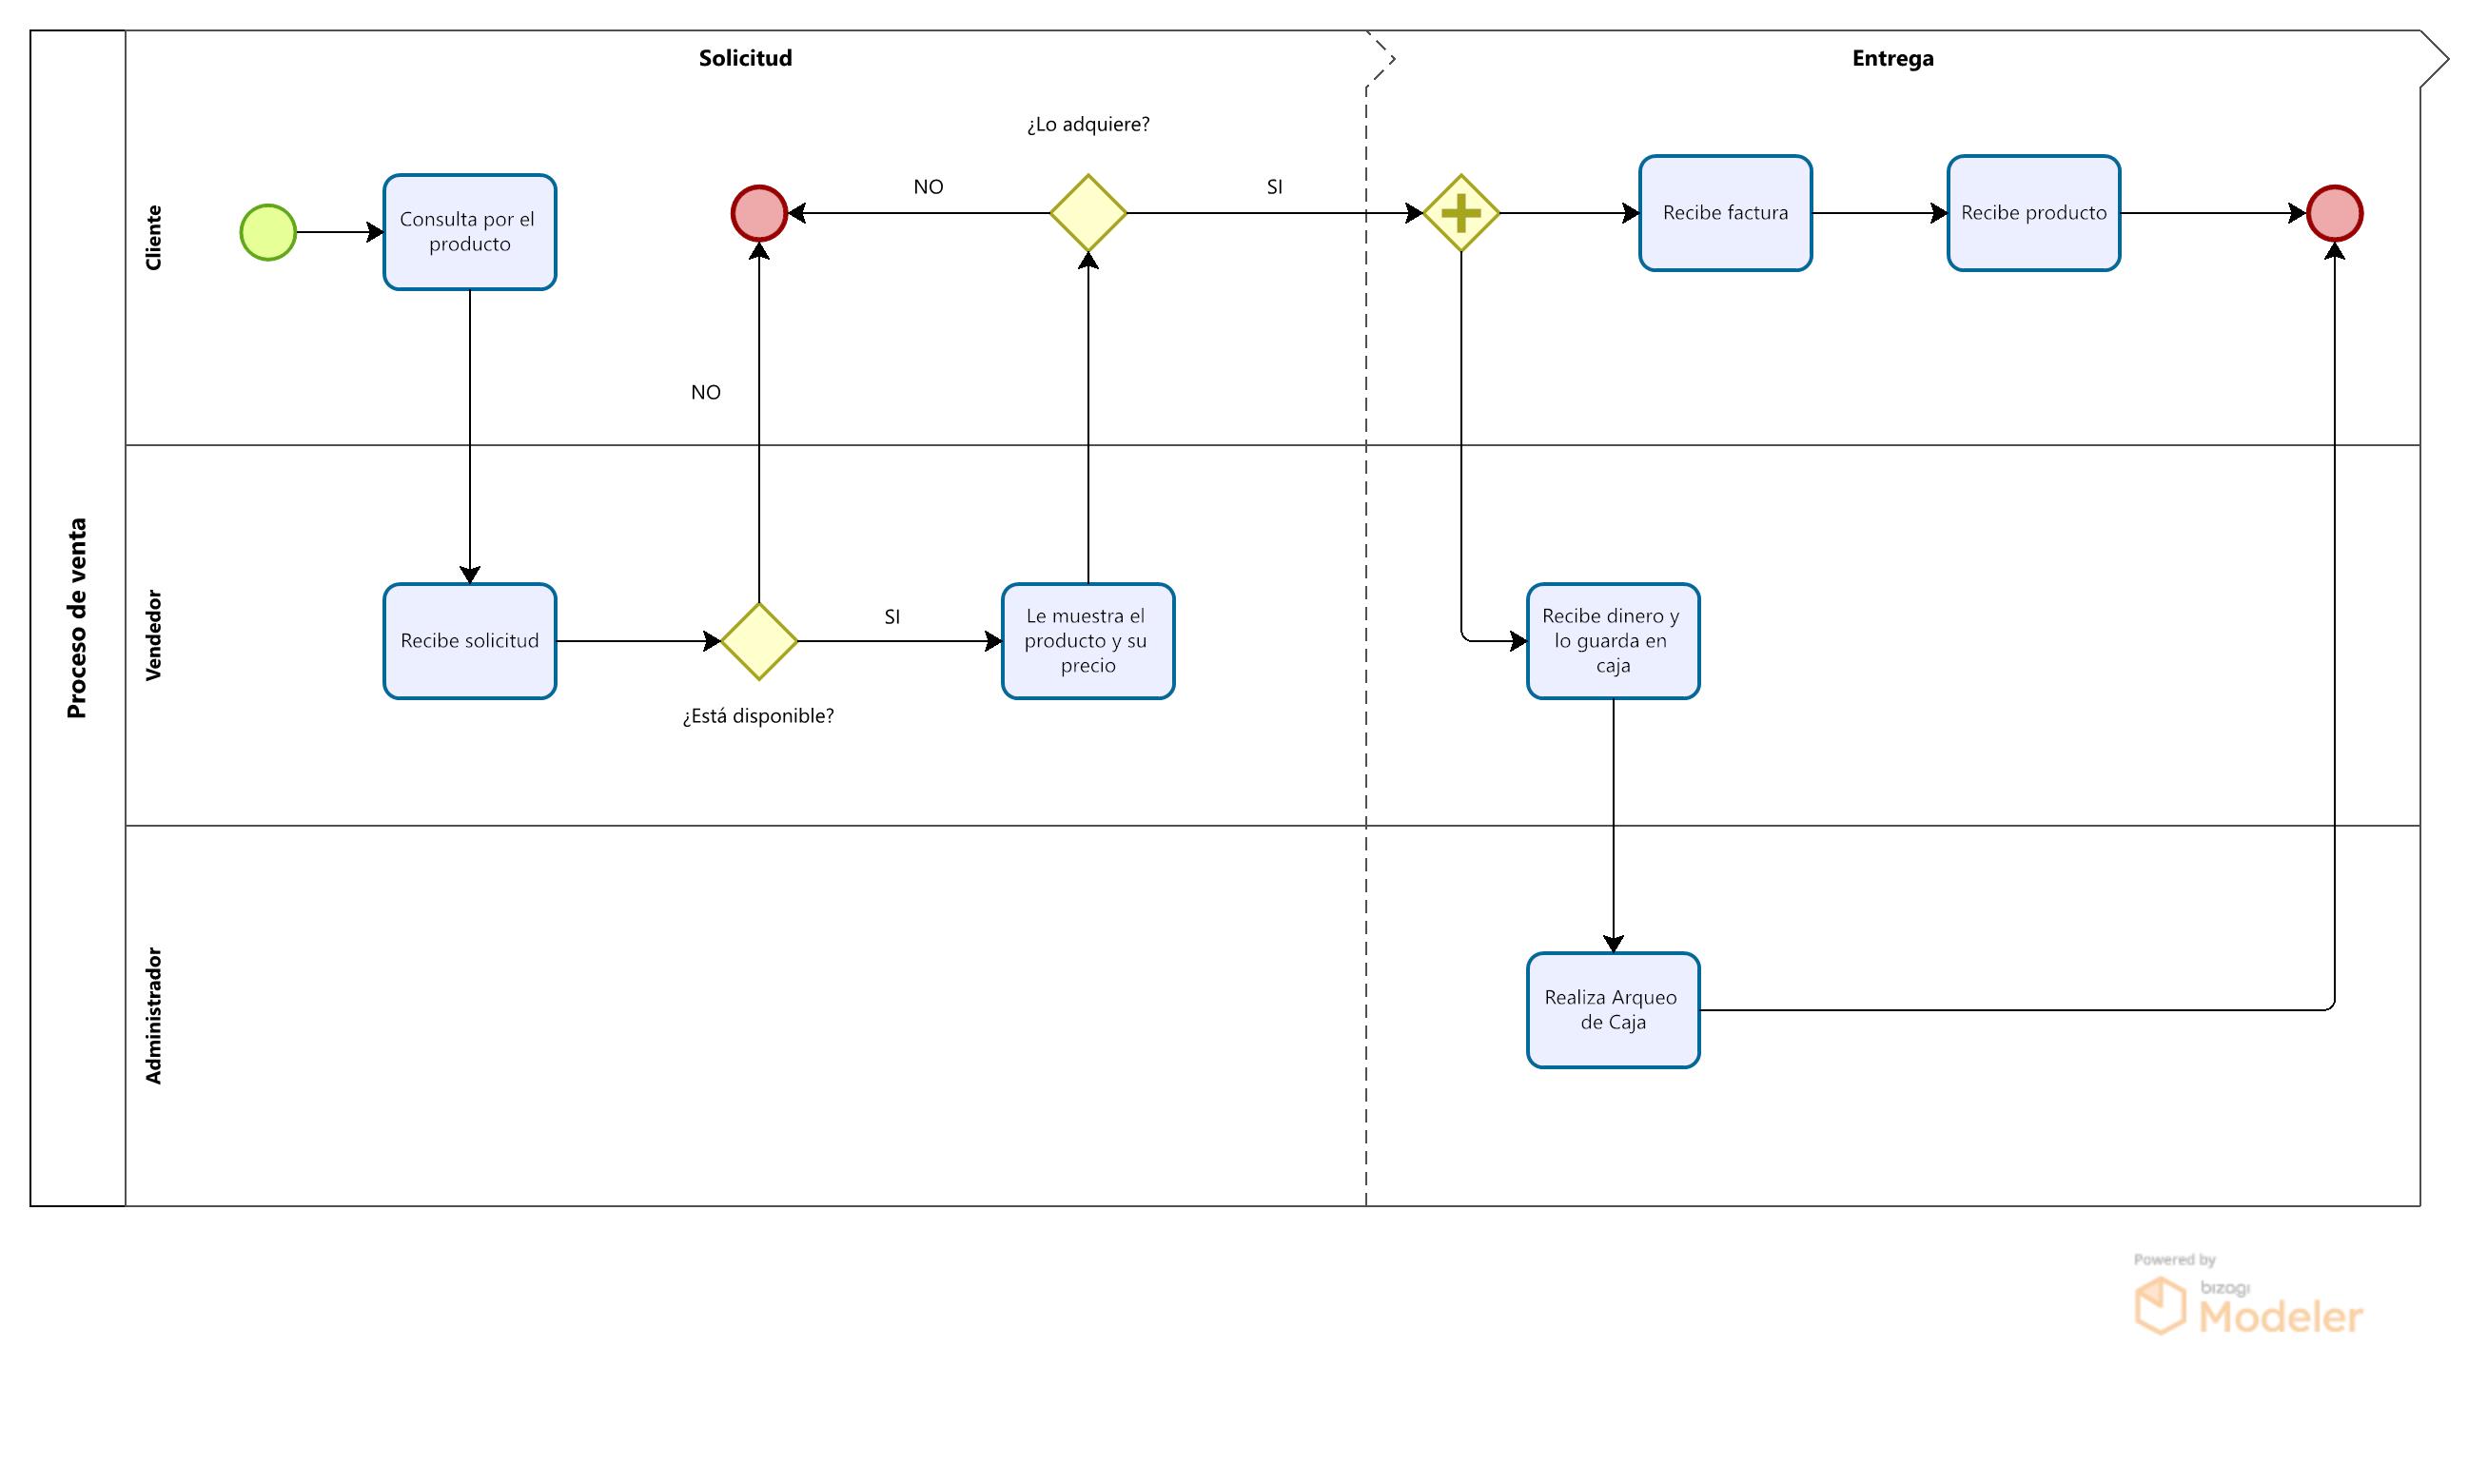 Proceso de venta
Solicitud
Entrega
Cliente
¿Lo adquiere?
Consulta por el
producto
NO
SI
Recibe factura
Recibe producto
NO
Vendedor
Recibe solicitud
SI
¿Está disponible?
Le muestra el
producto y su
precio
Recibe dinero y
lo guarda en
caja
Administrador
Realiza Arqueo
de Caja
Powered by
bizagi
Modeler